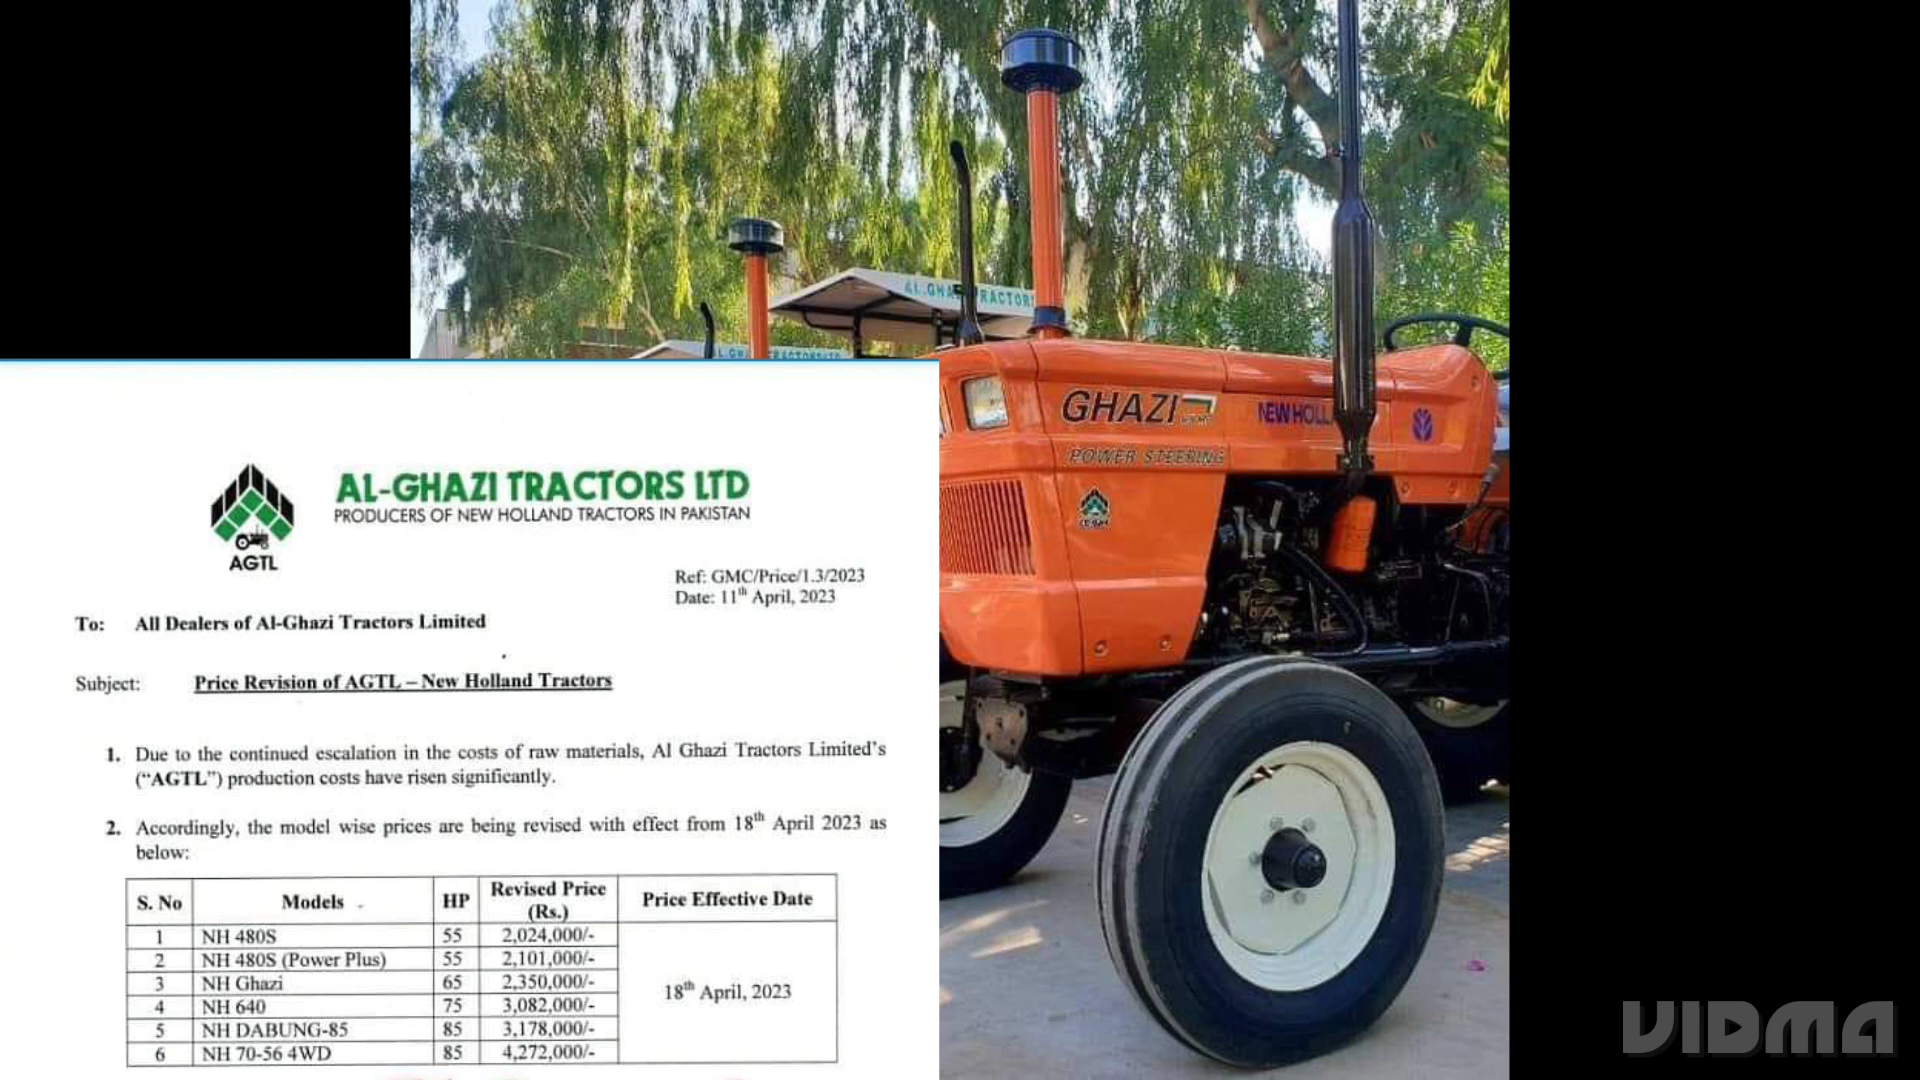 AL-GHAZI TRACTORS
TRACTORS LTD
GHAZI
NEW HOLL
POWER STEERING
AL-GHAZI TRACTORS LTD
PRODUCERS OF NEW HOLLAND TRACTORS IN PAKISTAN
AGTL
Ref: GMC/Price/1.3/2023
Date: 11th April, 2023
To: All Dealers of Al-Ghazi Tractors Limited
Subject: Price Revision of AGTL – New Holland Tractors
1. Due to the continued escalation in the costs of raw materials, Al Ghazi Tractors Limited's
("AGTL") production costs have risen significantly.
2. Accordingly, the model wise prices are being revised with effect from 18th April 2023 as
below:
S. No Models HP Revised Price (Rs.) Price Effective Date
1 NH 480S 55 2,024,000/-
2 NH 480S (Power Plus) 55 2,101,000/-
3 NH Ghazi 65 2,350,000/-
18th April, 2023
4 NH 640 75 3,082,000/-
5 NH DABUNG-85 85 3,178,000/-
6 NH 70-56 4WD 85 4,272,000/-
VIDMA